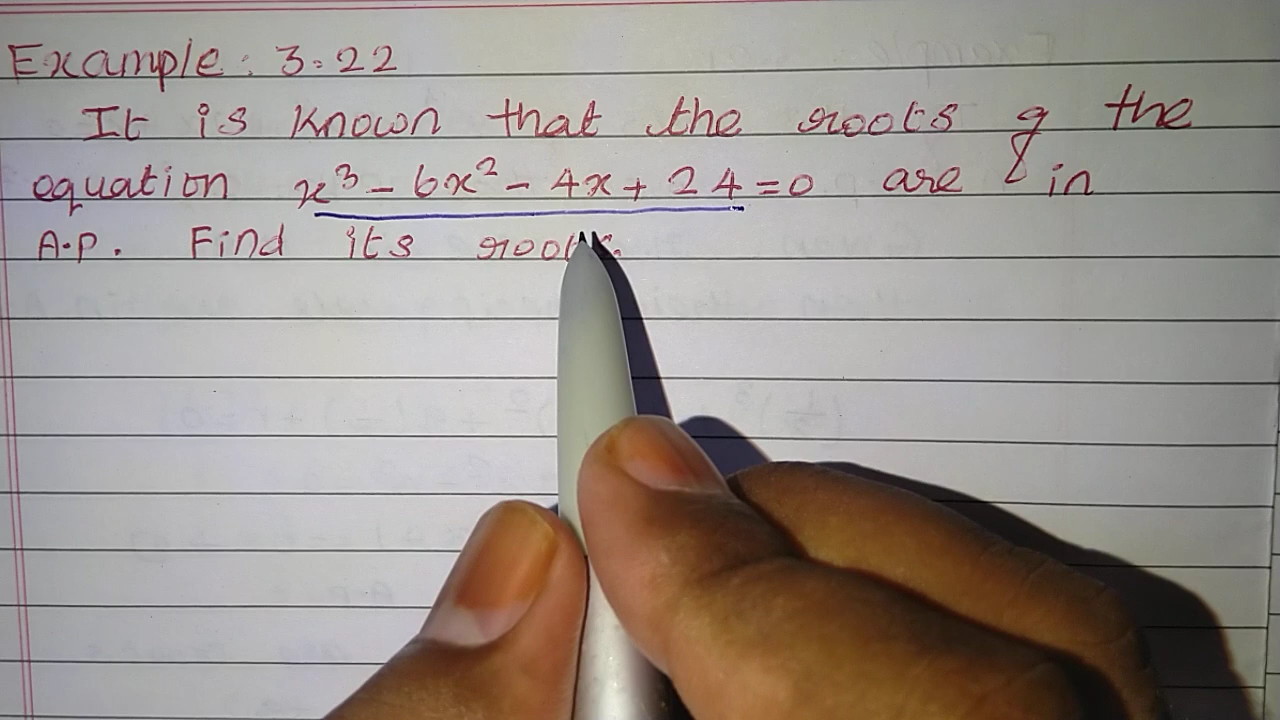 Example: 3.22
It is known that the roots of the
equation x³ - 6x² - 4x + 24 = 0 are in
A.P. Find its roots.